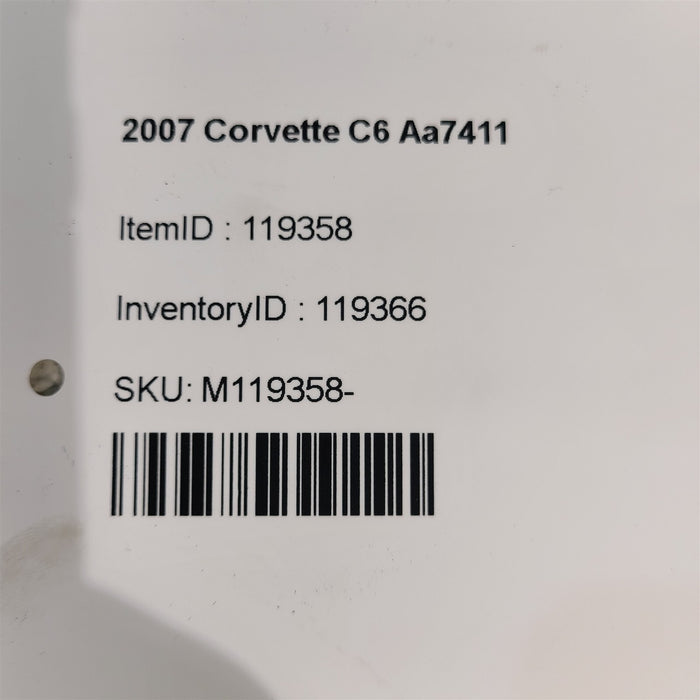 2007 Corvette C6 Aa7411
ItemID : 119358
InventoryID : 119366
SKU: M119358-